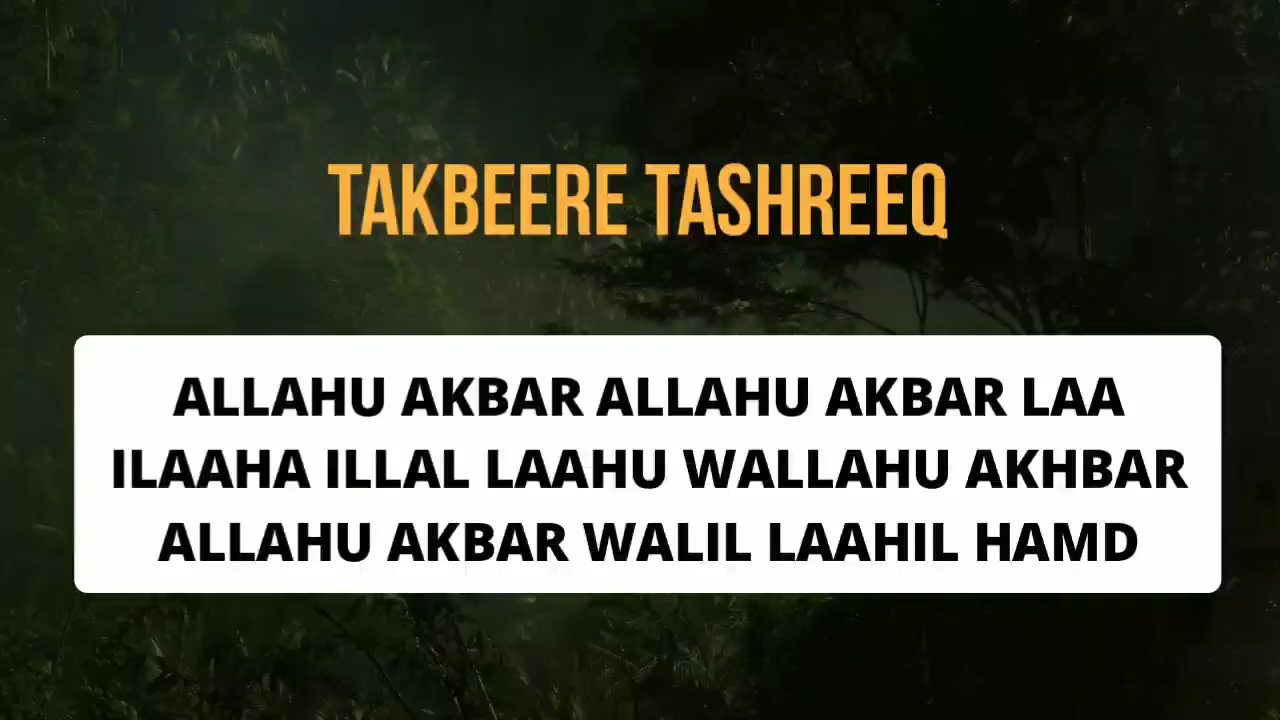 TAKBEERE TASHREEQ
ALLAHU AKBAR ALLAHU AKBAR LAA
ILAAHA ILLAL LAAHU WALLAHU AKHBAR
ALLAHU AKBAR WALIL LAAHIL HAMD